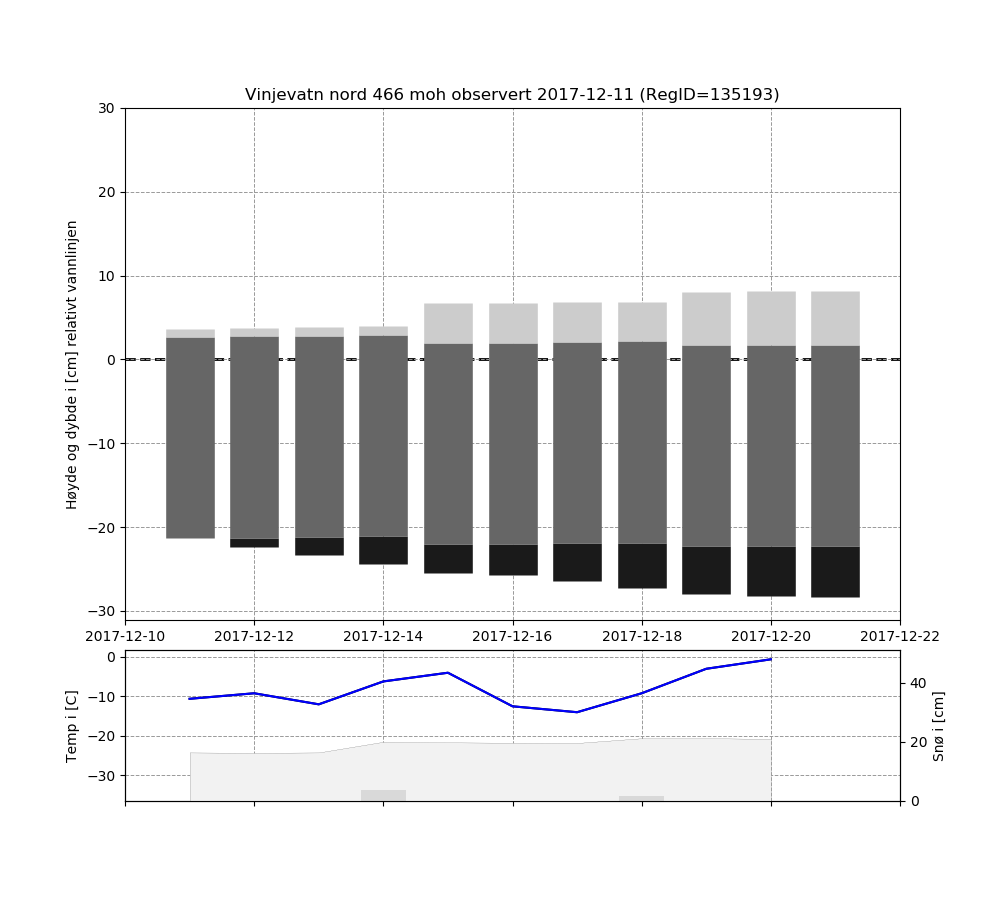 Vinjevatn nord 466 moh observert 2017-12-11 (RegID=135193)
Høyde og dybde i [cm] relativt vannlinjen
30
20
10
0
−10
−20
−30
2017-12-10 2017-12-12 2017-12-14 2017-12-16 2017-12-18 2017-12-20 2017-12-22
Temp i [C]
0
−10
−20
−30
40
20
0
Snø i [cm]